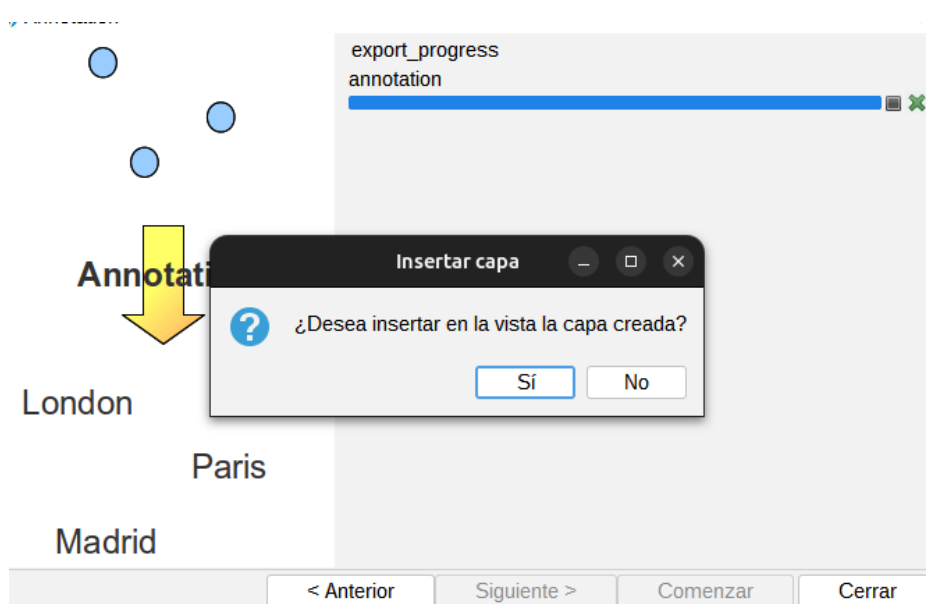 export_progress
annotation
Insertar capa
Annotati
¿Desea insertar en la vista la capa creada?
Sí
No
London
Paris
Madrid
< Anterior
Siguiente >
Comenzar
Cerrar